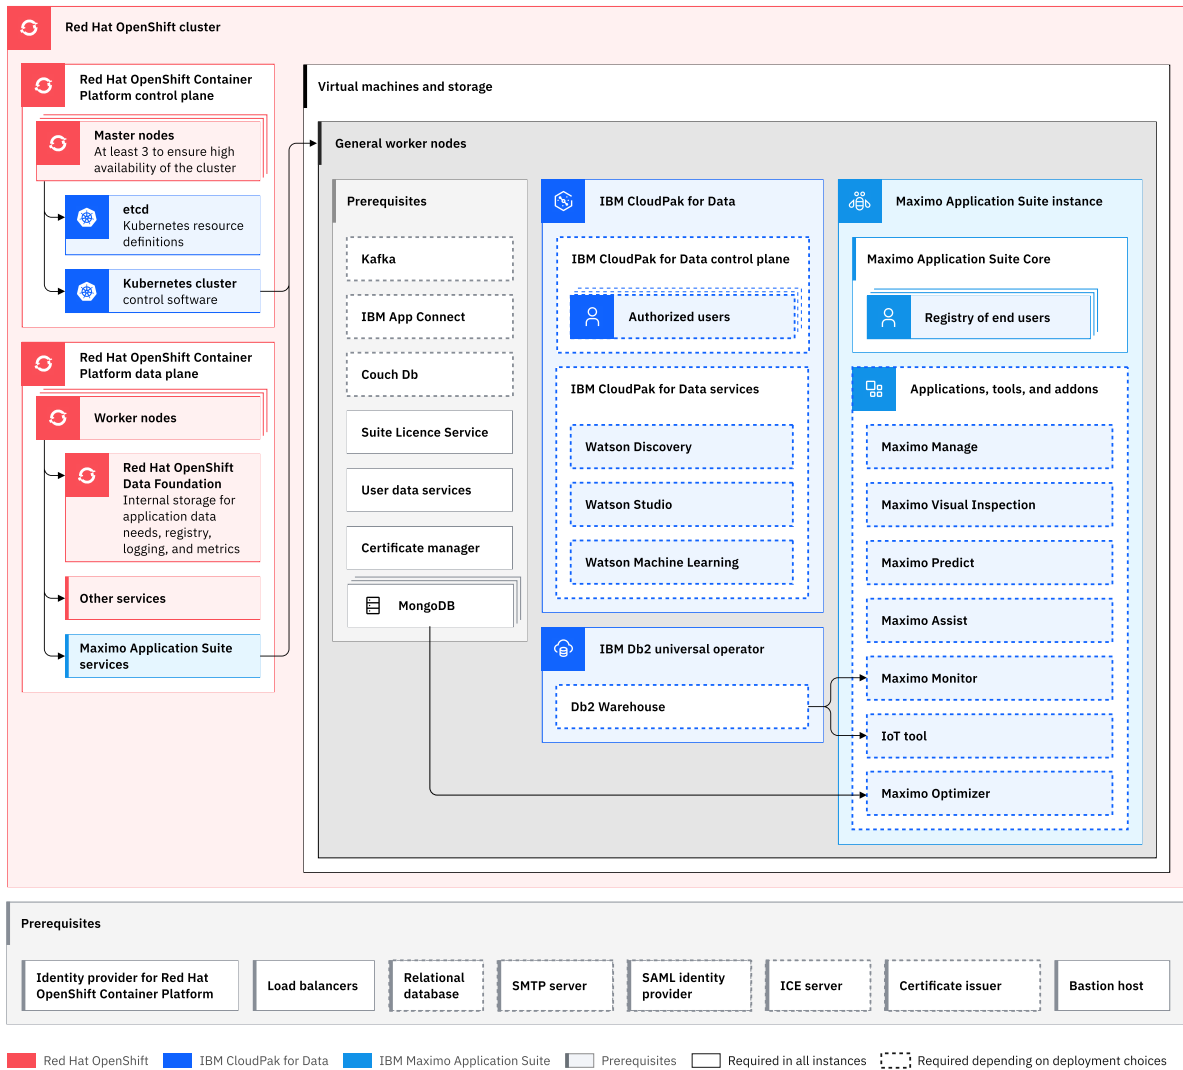 Red Hat OpenShift cluster
Red Hat OpenShift Container
Platform control plane
Master nodes
At least 3 to ensure high
availability of the cluster
etcd
Kubernetes resource
definitions
Kubernetes cluster
control software
Red Hat OpenShift Container
Platform data plane
Worker nodes
Red Hat OpenShift
Data Foundation
Internal storage for
application data
needs, registry,
logging, and metrics
Other services
Maximo Application Suite
services
Virtual machines and storage
General worker nodes
Prerequisites
Kafka
IBM App Connect
Couch Db
Suite Licence Service
User data services
Certificate manager
MongoDB
IBM CloudPak for Data
IBM CloudPak for Data control plane
Authorized users
IBM CloudPak for Data services
Watson Discovery
Watson Studio
Watson Machine Learning
IBM Db2 universal operator
Db2 Warehouse
Maximo Application Suite instance
Maximo Application Suite Core
Registry of end users
Applications, tools, and addons
Maximo Manage
Maximo Visual Inspection
Maximo Predict
Maximo Assist
Maximo Monitor
IoT tool
Maximo Optimizer
Prerequisites
Identity provider for Red Hat
OpenShift Container Platform
Load balancers
Relational
database
SMTP server
SAML identity
provider
ICE server
Certificate issuer
Bastion host
Red Hat OpenShift
IBM CloudPak for Data
IBM Maximo Application Suite
Prerequisites
Required in all instances
Required depending on deployment choices